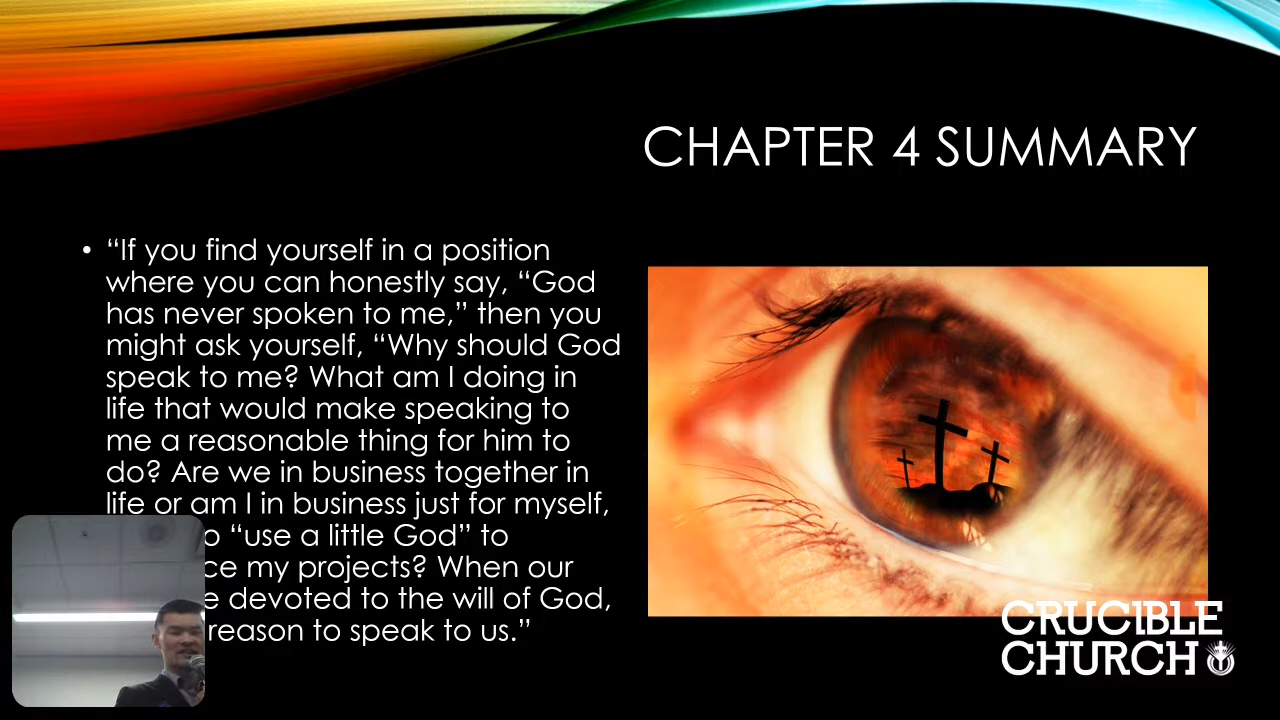 CHAPTER 4 SUMMARY
• “If you find yourself in a position
where you can honestly say, “God
has never spoken to me,” then you
might ask yourself, “Why should God
speak to me? What am I doing in
life that would make speaking to
me a reasonable thing for him to
do? Are we in business together in
life or am I in business just for myself,
“use a little God” to
my projects? When our
devoted to the will of God,
reason to speak to us.”
CRUCIBLE
CHURCH